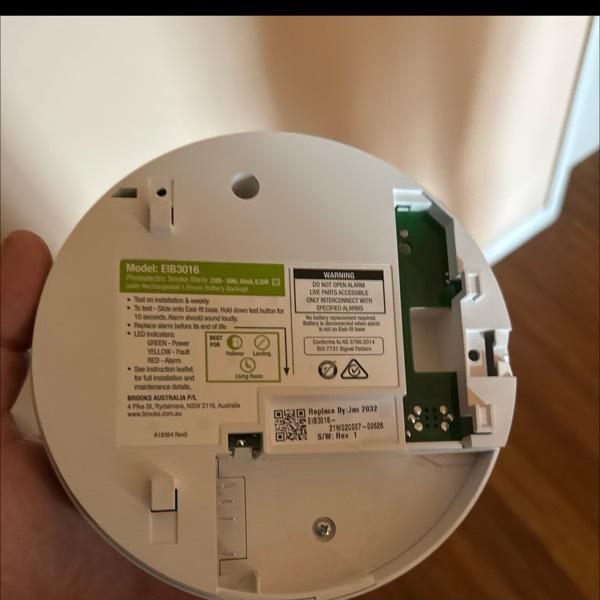 Model: EIB3016
Photoelectric Smoke Alarm 230V~ 50Hz, 60mA, 0.35W
with Rechargeable Lithium Battery Backup
• Test on installation & weekly
• To test - Slide onto Easi-fit base. Hold down test button for
10 seconds. Alarm should sound loudly.
• Replace alarm before its end of life
• LED Indicators:
GREEN - Power
YELLOW - Fault
RED - Alarm
• See instruction leaflet
for full installation and
maintenance details.
BEST
FOR
Hallway
Landing
Living Room
BROOKS AUSTRALIA P/L
4 Pike St, Rydalmere, NSW 2116, Australia
www.brooks.com.au
WARNING
DO NOT OPEN ALARM
LIVE PARTS ACCESSIBLE
ONLY INTERCONNECT WITH
SPECIFIED ALARMS
No battery replacement required.
Battery is disconnected when alarm
is not on Easi-fit base
Conforms to AS 3786:2014
ISO 7731 Signal Pattern
Replace By:Jan 2032
EIB3016-
21W02C007-00626
S/W: Rev 1